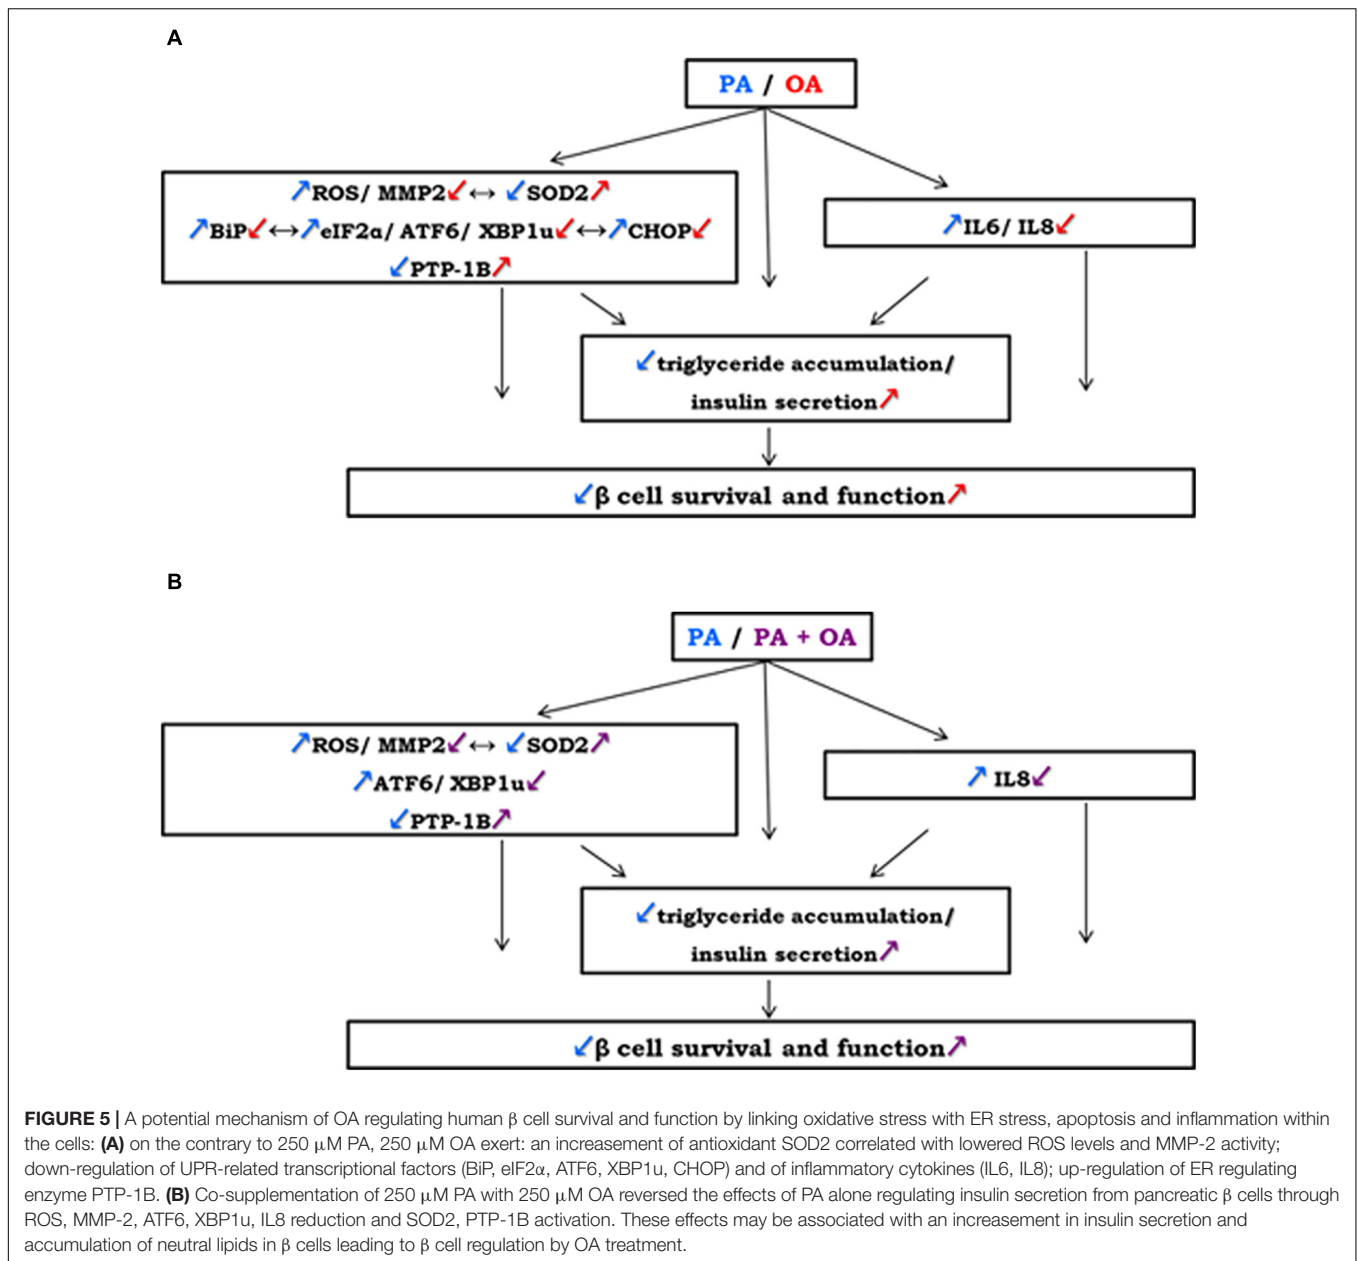 A
PA / OA
↗ROS/ MMP2↙↔ ↙SOD2↗
↗BiP↙↔↗eIF2α/ ATF6/ XBP1u↙↔↗CHOP↙
↙PTP-1B↗
↗IL6/ IL8↙
↙triglyceride accumulation/
insulin secretion↗
↙β cell survival and function↗
B
PA / PA + OA
↗ROS/ MMP2↙↔ ↙SOD2↗
↗ATF6/ XBP1u↙
↙PTP-1B↗
↗ IL8↙
↙triglyceride accumulation/
insulin secretion↗
↙β cell survival and function↗
FIGURE 5 | A potential mechanism of OA regulating human β cell survival and function by linking oxidative stress with ER stress, apoptosis and inflammation within
the cells: (A) on the contrary to 250 μM PA, 250 μM OA exert: an increasement of antioxidant SOD2 correlated with lowered ROS levels and MMP-2 activity;
down-regulation of UPR-related transcriptional factors (BiP, eIF2α, ATF6, XBP1u, CHOP) and of inflammatory cytokines (IL6, IL8); up-regulation of ER regulating
enzyme PTP-1B. (B) Co-supplementation of 250 μM PA with 250 μM OA reversed the effects of PA alone regulating insulin secretion from pancreatic β cells through
ROS, MMP-2, ATF6, XBP1u, IL8 reduction and SOD2, PTP-1B activation. These effects may be associated with an increasement in insulin secretion and
accumulation of neutral lipids in β cells leading to β cell regulation by OA treatment.